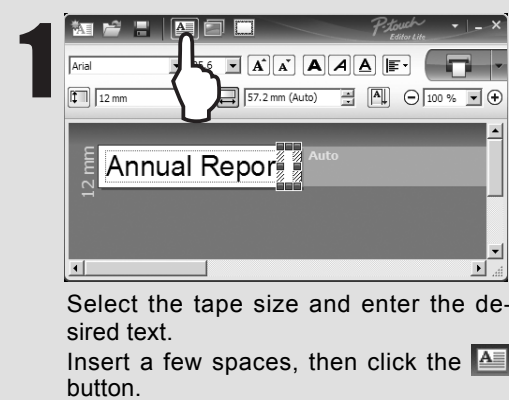 1
P-touch
Editor Lite
Arial
A A A A A
12 mm
57.2 mm (Auto)
A
100 %
12 mm
Annual Repor
Auto
Select the tape size and enter the de-
sired text.
Insert a few spaces, then click the A
button.